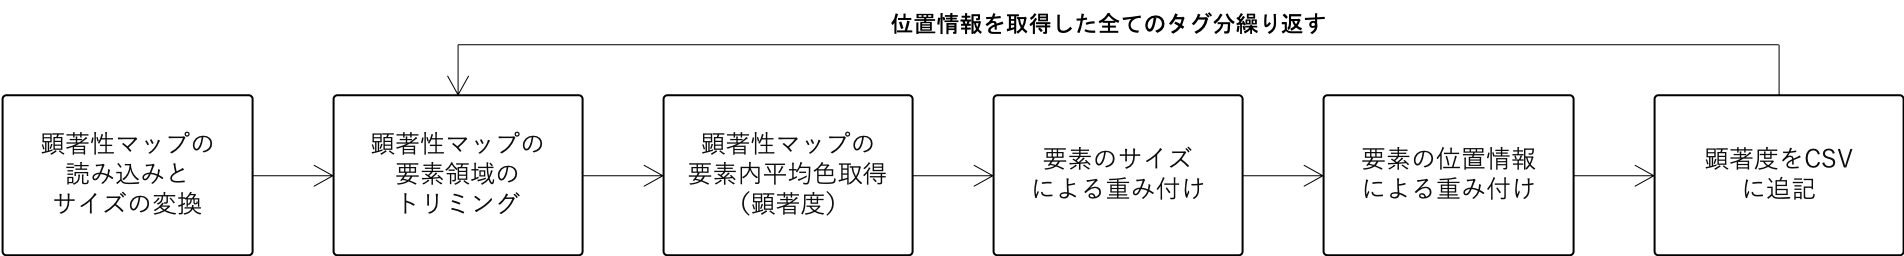 位置情報を取得した全てのタグ分繰り返す
顕著性マップの
読み込みと
サイズの変換
顕著性マップの
要素領域の
トリミング
顕著性マップの
要素内平均色取得
（顕著度）
要素のサイズ
による重み付け
要素の位置情報
による重み付け
顕著度をCSV
に追記